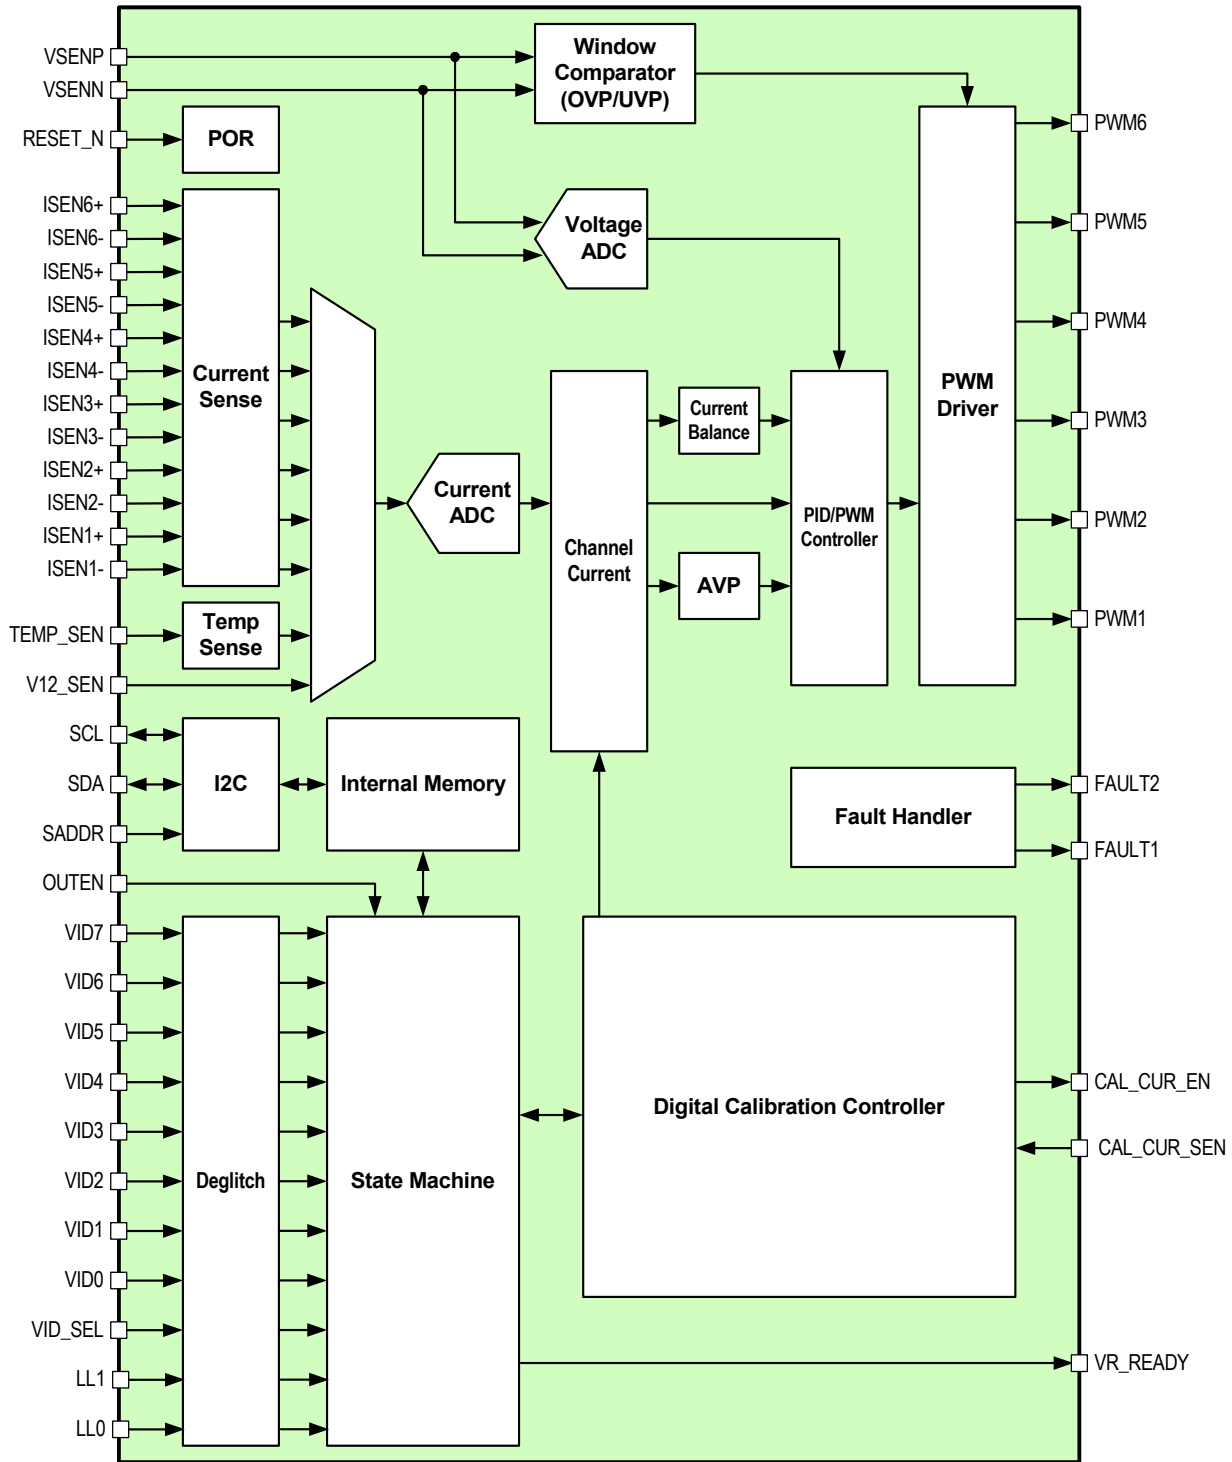 VSENP
VSENN
RESET_N
ISEN6+
ISEN6-
ISEN5+
ISEN5-
ISEN4+
ISEN4-
ISEN3+
ISEN3-
ISEN2+
ISEN2-
ISEN1+
ISEN1-
TEMP_SEN
V12_SEN
SCL
SDA
SADDR
OUTEN
VID7
VID6
VID5
VID4
VID3
VID2
VID1
VID0
VID_SEL
LL1
LL0
Window
Comparator
(OVP/UVP)
POR
Voltage
ADC
Current
Sense
Temp
Sense
Current
ADC
Channel
Current
Current
Balance
AVP
PID/PWM
Controller
PWM
Driver
I2C
Internal Memory
Fault Handler
Deglitch
State Machine
Digital Calibration Controller
PWM6
PWM5
PWM4
PWM3
PWM2
PWM1
FAULT2
FAULT1
CAL_CUR_EN
CAL_CUR_SEN
VR_READY